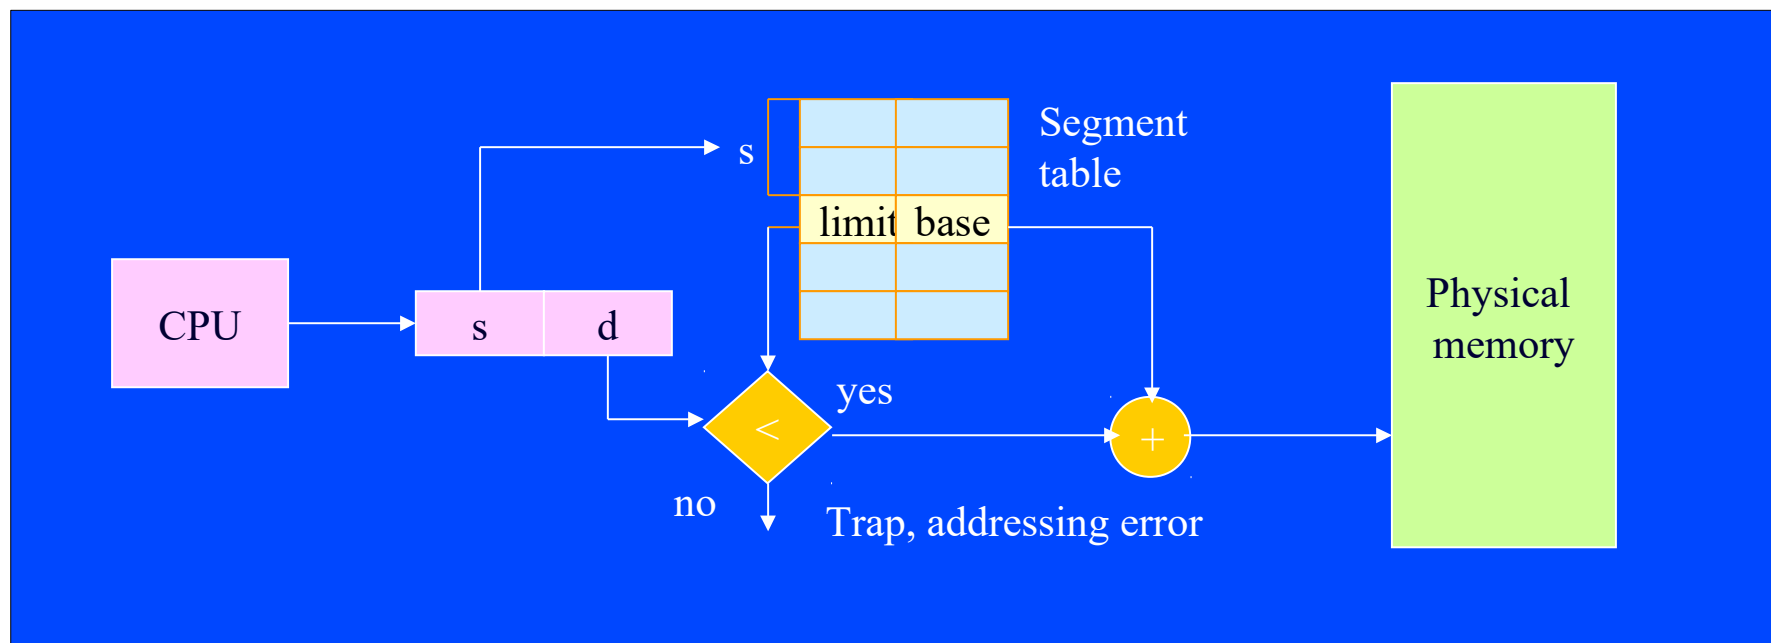 s
Segment
table
limit base
CPU
s d
Physical
memory
<
yes
+
no
Trap, addressing error